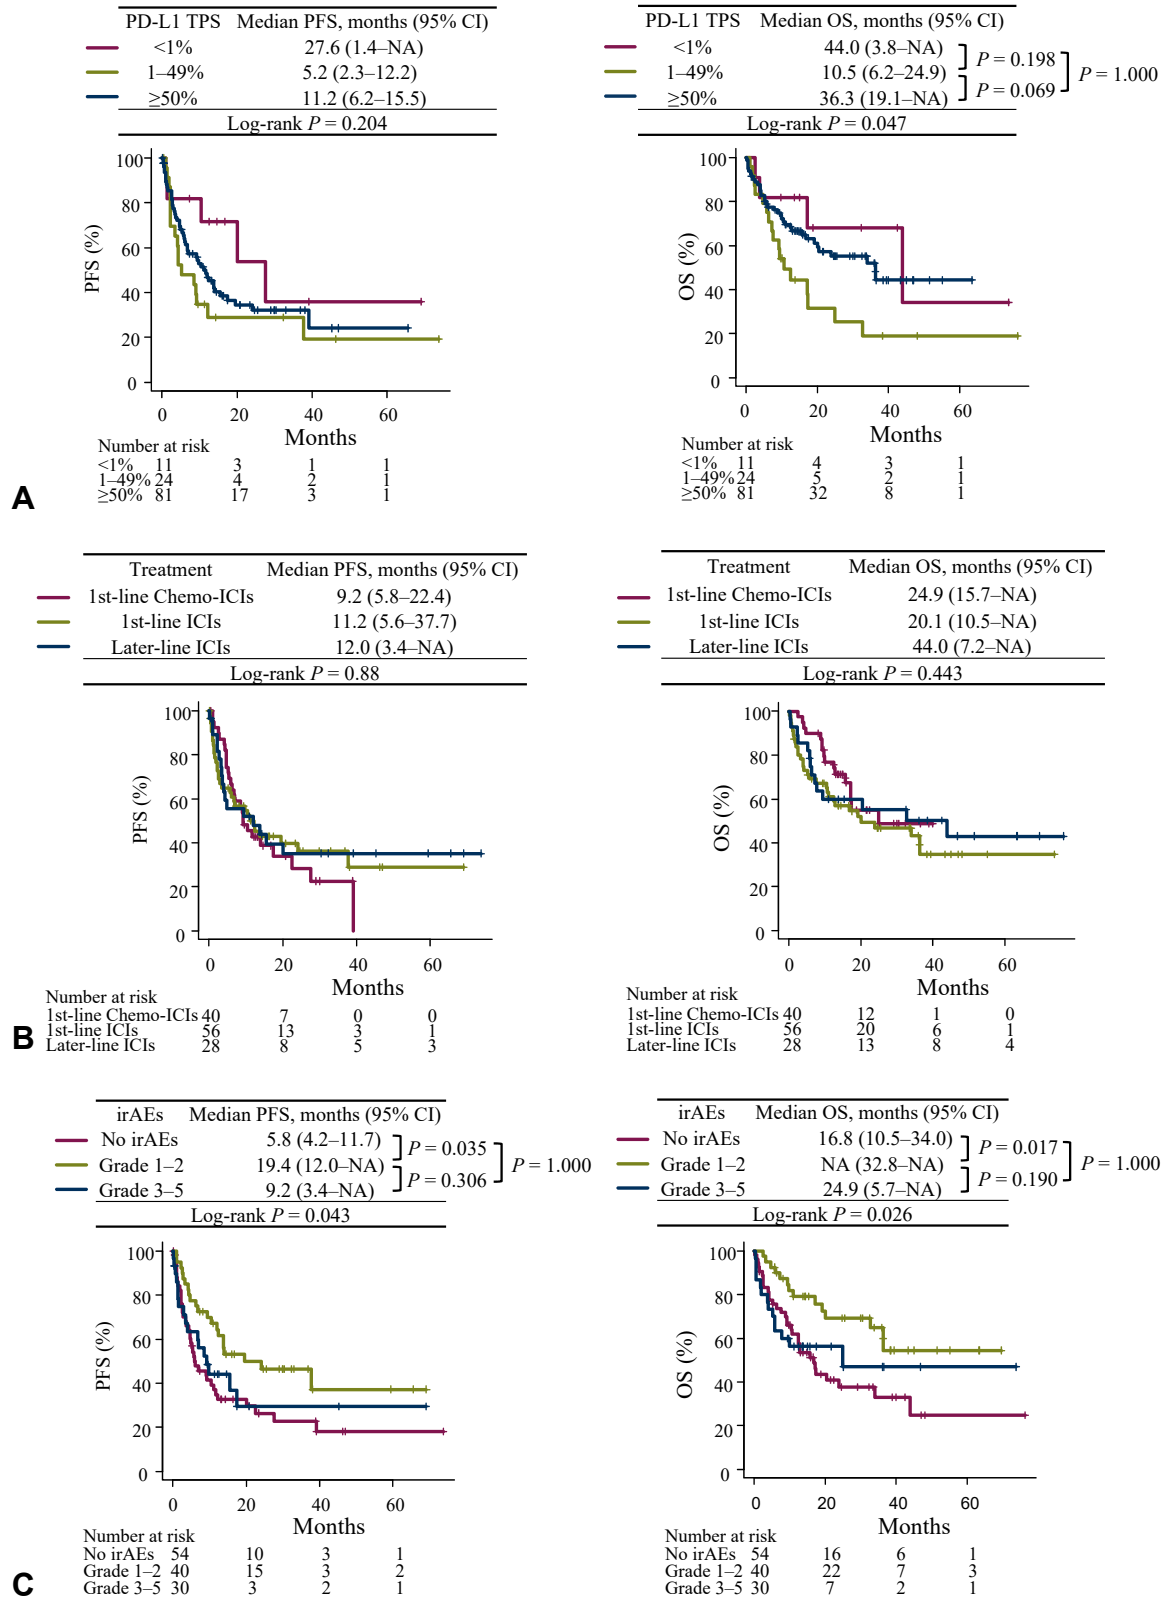 PD-L1 TPS Median PFS, months (95% CI)
<1% 27.6 (1.4–NA)
1–49% 5.2 (2.3–12.2)
≥50% 11.2 (6.2–15.5)
Log-rank P = 0.204
100
80
60
40
20
0
PFS (%)
0 20 40 60
Months
Number at risk
<1% 11 3 1 1
1–49% 24 4 2 1
≥50% 81 17 3 1
PD-L1 TPS Median OS, months (95% CI)
<1% 44.0 (3.8–NA)
1–49% 10.5 (6.2–24.9)
≥50% 36.3 (19.1–NA)
P = 0.198
P = 0.069
P = 1.000
Log-rank P = 0.047
100
80
60
40
20
0
OS (%)
0 20 40 60
Months
Number at risk
<1% 11 4 3 1
1–49% 24 5 2 1
≥50% 81 32 8 1
A
Treatment Median PFS, months (95% CI)
1st-line Chemo-ICIs 9.2 (5.8–22.4)
1st-line ICIs 11.2 (5.6–37.7)
Later-line ICIs 12.0 (3.4–NA)
Log-rank P = 0.88
100
80
60
40
20
0
PFS (%)
0 20 40 60
Months
Number at risk
1st-line Chemo-ICIs 40 7 0 0
1st-line ICIs 56 13 3 1
Later-line ICIs 28 8 5 3
Treatment Median OS, months (95% CI)
1st-line Chemo-ICIs 24.9 (15.7–NA)
1st-line ICIs 20.1 (10.5–NA)
Later-line ICIs 44.0 (7.2–NA)
Log-rank P = 0.443
100
80
60
40
20
0
OS (%)
0 20 40 60
Months
Number at risk
1st-line Chemo-ICIs 40 12 1 0
1st-line ICIs 56 20 6 1
Later-line ICIs 28 13 8 4
B
irAEs Median PFS, months (95% CI)
No irAEs 5.8 (4.2–11.7)
Grade 1–2 19.4 (12.0–NA)
Grade 3–5 9.2 (3.4–NA)
P = 0.035
P = 0.306
P = 1.000
Log-rank P = 0.043
100
80
60
40
20
0
PFS (%)
0 20 40 60
Months
Number at risk
No irAEs 54 10 3 1
Grade 1–2 40 15 3 2
Grade 3–5 30 3 2 1
irAEs Median OS, months (95% CI)
No irAEs 16.8 (10.5–34.0)
Grade 1–2 NA (32.8–NA)
Grade 3–5 24.9 (5.7–NA)
P = 0.017
P = 0.190
P = 1.000
Log-rank P = 0.026
100
80
60
40
20
0
OS (%)
0 20 40 60
Months
Number at risk
No irAEs 54 16 6 1
Grade 1–2 40 22 7 3
Grade 3–5 30 7 2 1
C